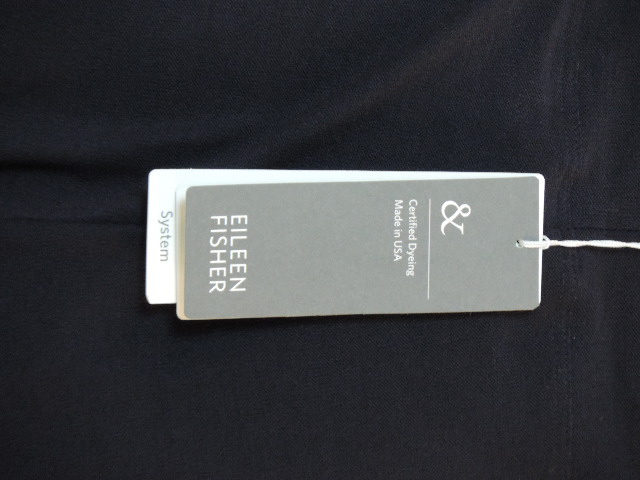 &
Certified Dyeing
Made in USA
EILEEN
FISHER
System